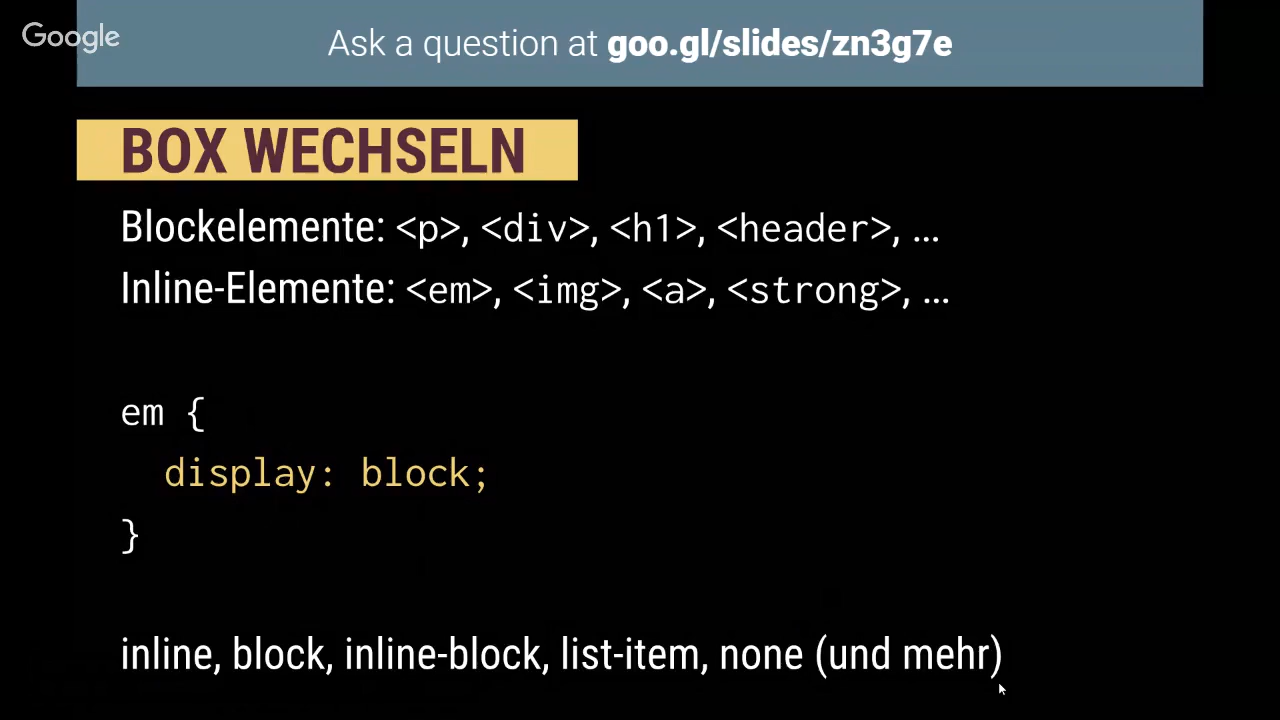 Google
Ask a question at goo.gl/slides/zn3g7e
BOX WECHSELN
Blockelemente: <p>, <div>, <h1>, <header>, ...
Inline-Elemente: <em>, <img>, <a>, <strong>, ...
em {
  display: block;
}
inline, block, inline-block, list-item, none (und mehr)